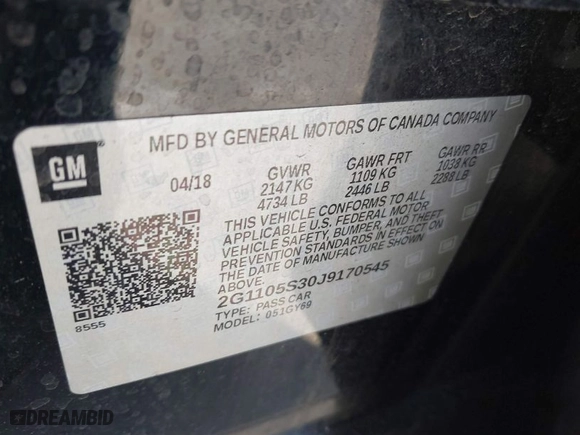 MFD BY GENERAL MOTORS OF CANADA COMPANY
GM
04/18 GVWR GAWR FRT GAWR RR
2147 KG 1109 KG 1038 KG
4734 LB 2446 LB 2288 LB
THIS VEHICLE CONFORMS TO ALL
APPLICABLE U.S. FEDERAL MOTOR
VEHICLE SAFETY, BUMPER, AND THEFT
PREVENTION STANDARDS IN EFFECT ON
THE DATE OF MANUFACTURE SHOWN
ABOVE.
2G1105S30J9170545
TYPE: PASS CAR
MODEL: 051GY69
8555
DREAMBID